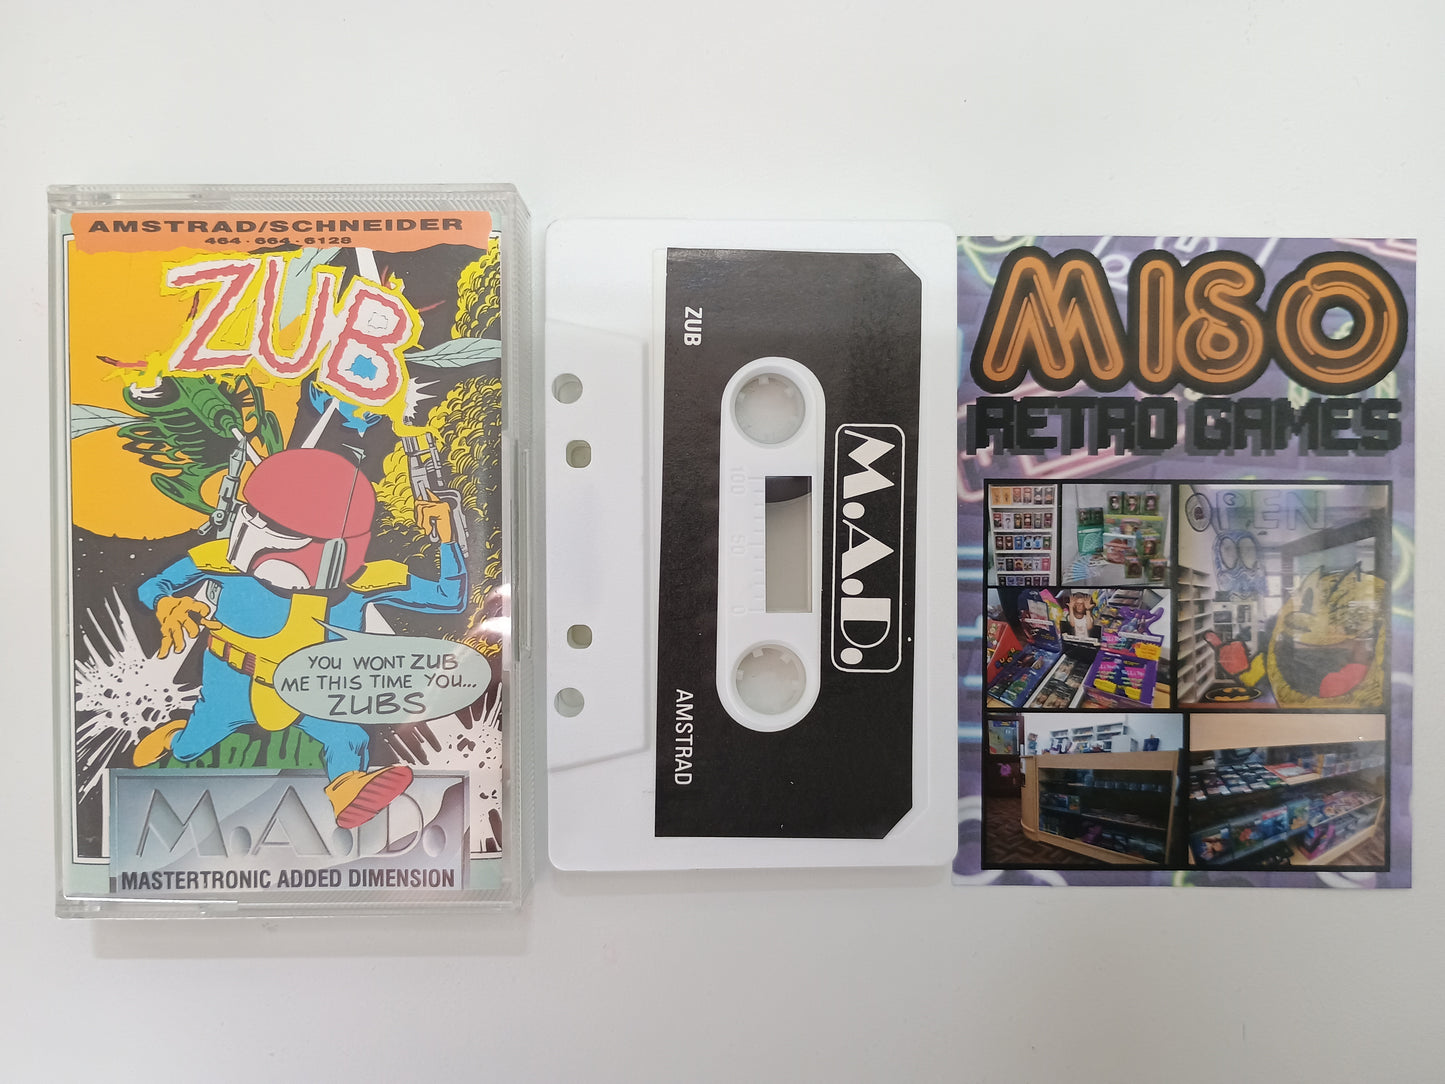 AMSTRAD/SCHNEIDER
464 · 664 · 6128
ZUB
YOU WONT ZUB
ME THIS TIME YOU...
ZUBS
M.A.D.
MASTERTRONIC ADDED DIMENSION
ZUB
100 50 0
M.A.D.
AMSTRAD
MISO
RETRO GAMES
OPEN